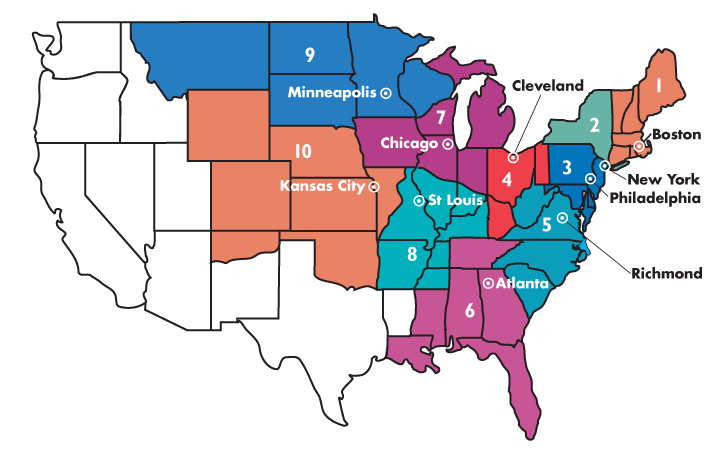 9
Cleveland
1
Minneapolis
7
2
Boston
Chicago
10
3
4
New York
Kansas City
Philadelphia
St Louis
5
8
Richmond
Atlanta
6